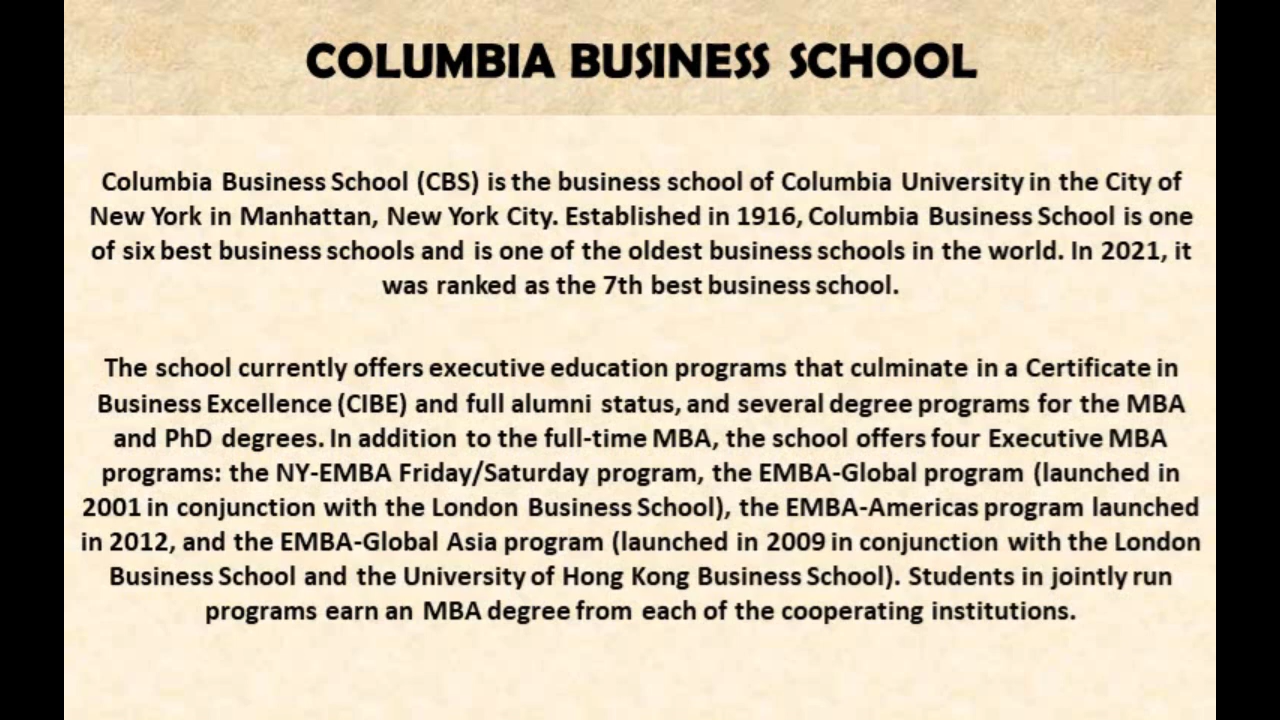 COLUMBIA BUSINESS SCHOOL
Columbia Business School (CBS) is the business school of Columbia University in the City of
New York in Manhattan, New York City. Established in 1916, Columbia Business School is one
of six best business schools and is one of the oldest business schools in the world. In 2021, it
was ranked as the 7th best business school.
The school currently offers executive education programs that culminate in a Certificate in
Business Excellence (CIBE) and full alumni status, and several degree programs for the MBA
and PhD degrees. In addition to the full-time MBA, the school offers four Executive MBA
programs: the NY-EMBA Friday/Saturday program, the EMBA-Global program (launched in
2001 in conjunction with the London Business School), the EMBA-Americas program launched
in 2012, and the EMBA-Global Asia program (launched in 2009 in conjunction with the London
Business School and the University of Hong Kong Business School). Students in jointly run
programs earn an MBA degree from each of the cooperating institutions.